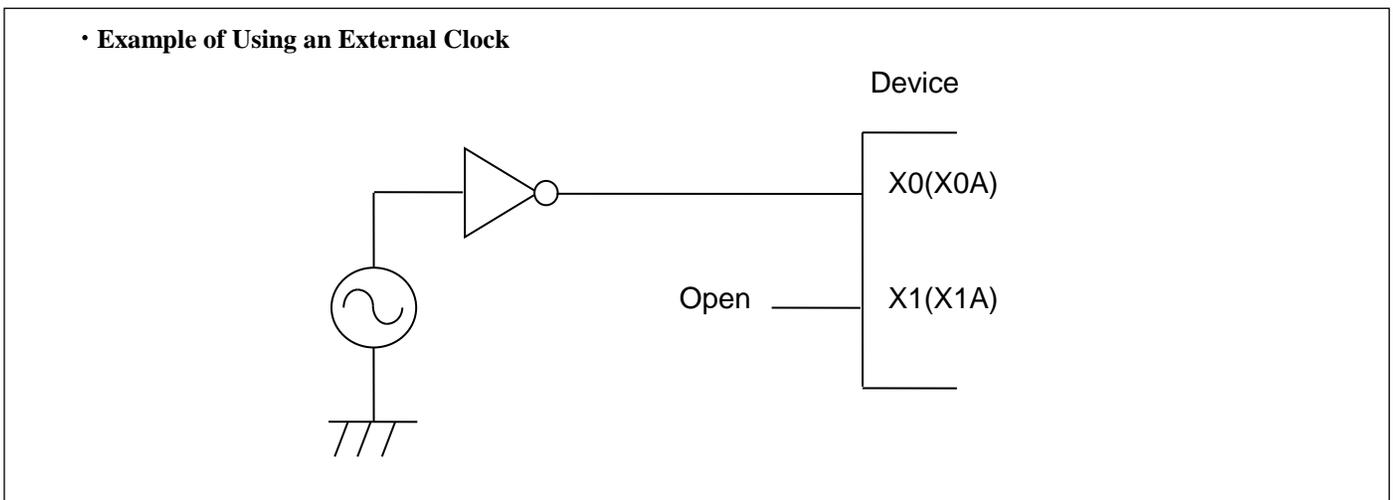 ・Example of Using an External Clock
Device
X0(X0A)
Open
X1(X1A)